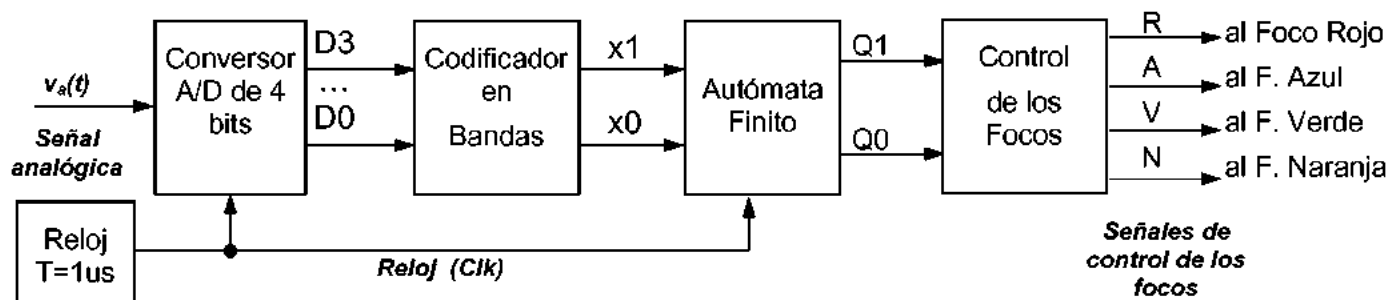 Conversor
A/D de 4
bits
D3
...
D0
Codificador
en
Bandas
x1
x0
Autómata
Finito
Q1
Q0
Control
de los
Focos
R
A
V
N
al Foco Rojo
al F. Azul
al F. Verde
al F. Naranja
va(t)
Señal
analógica
Reloj
T=1us
Reloj (Clk)
Señales de
control de los
focos